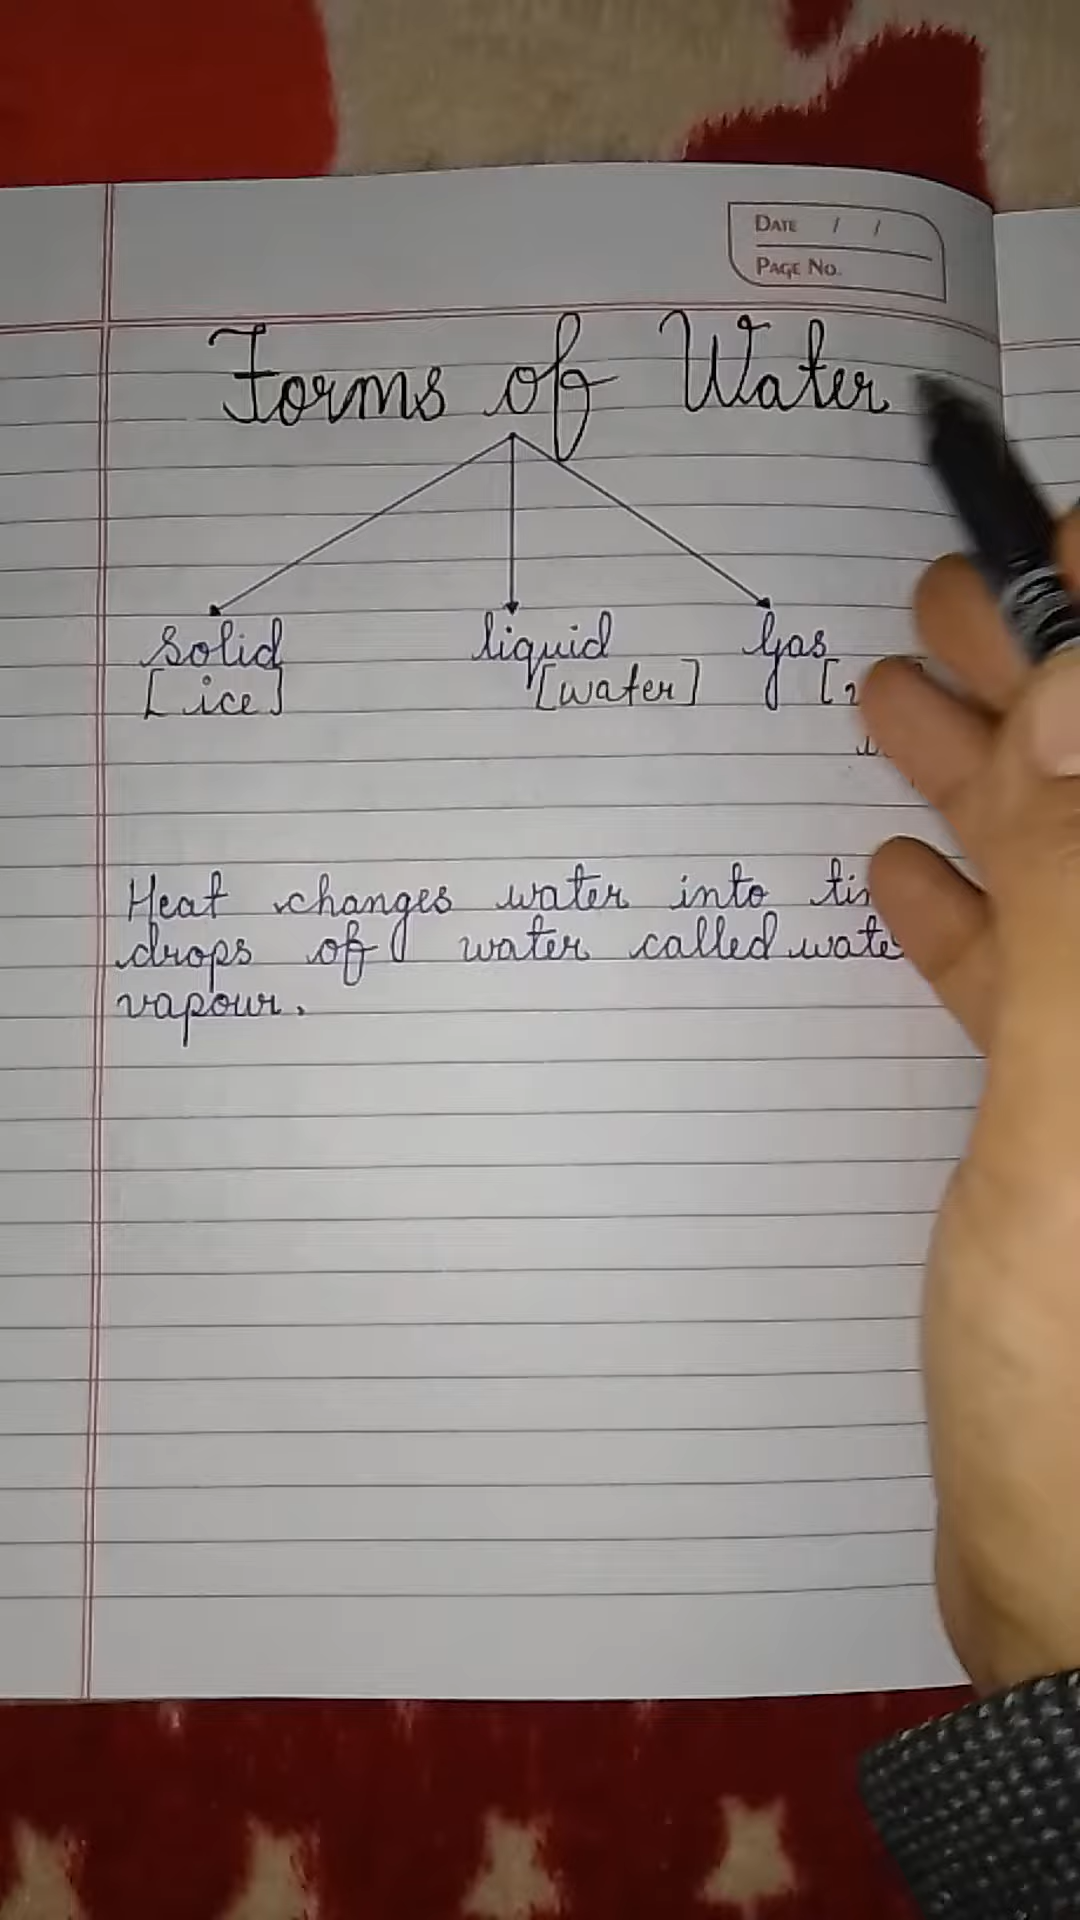 DATE / /
PAGE NO.
Forms of Water
solid liquid Gas
[ice] [water]
Heat changes water into
drops of water called
vapour.